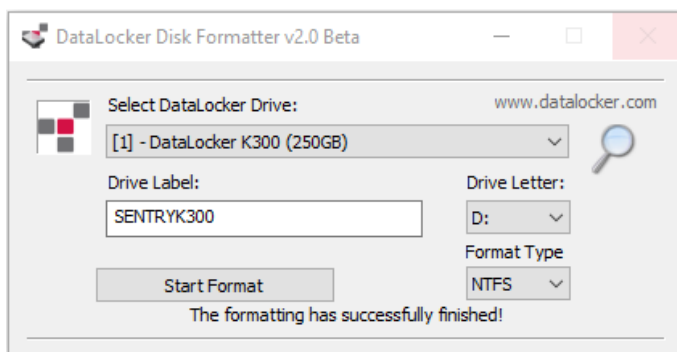 DataLocker Disk Formatter v2.0 Beta
Select DataLocker Drive:
www.datalocker.com
[1] - DataLocker K300 (250GB)
Drive Label:
Drive Letter:
SENTRYK300
D:
Format Type
Start Format
NTFS
The formatting has successfully finished!